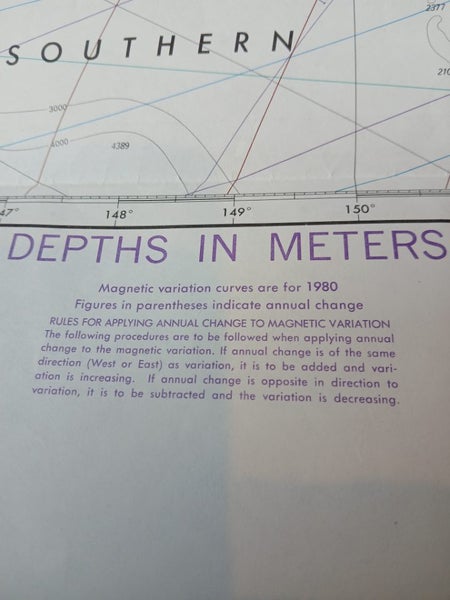 2377
SOUTHERN
210
3000
4000
4389
47°
148°
149°
150°
DEPTHS IN METERS
Magnetic variation curves are for 1980
Figures in parentheses indicate annual change
RULES FOR APPLYING ANNUAL CHANGE TO MAGNETIC VARIATION
The following procedures are to be followed when applying annual
change to the magnetic variation. If annual change is of the same
direction (West or East) as variation, it is to be added and vari-
ation is increasing. If annual change is opposite in direction to
variation, it is to be subtracted and the variation is decreasing.